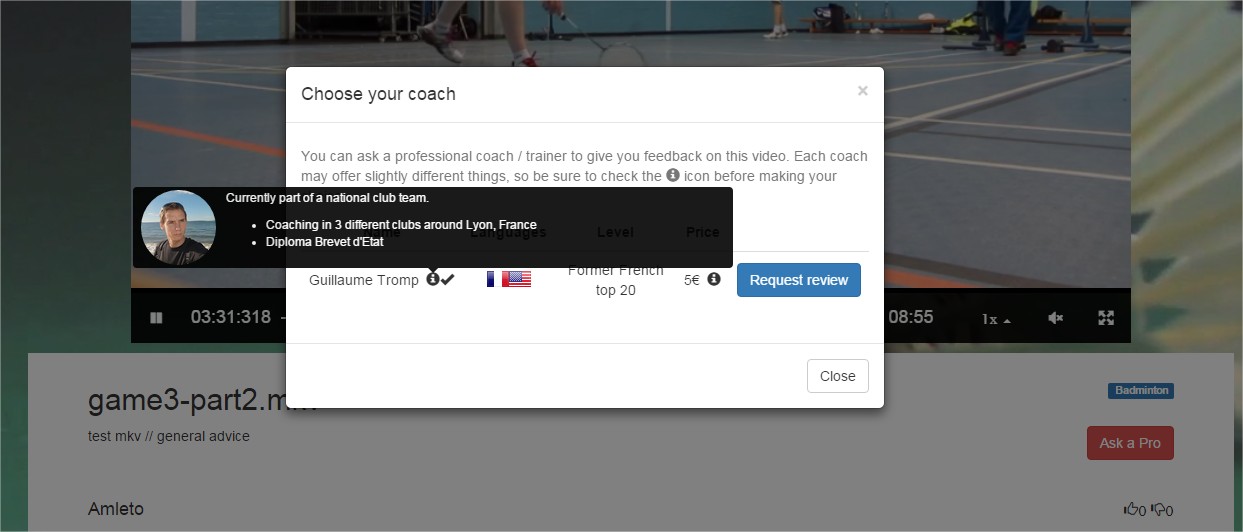 Choose your coach
×
You can ask a professional coach / trainer to give you feedback on this video. Each coach
may offer slightly different things, so be sure to check the icon before making your
Currently part of a national club team.
Coaching in 3 different clubs around Lyon, France
Diploma Brevet d'Etat
Name Languages Level Price
Guillaume Tromp
Former French
top 20
5€
Request review
03:31:318 -
08:55
1x
Close
game3-part2.mkv
Badminton
test mkv // general advice
Ask a Pro
Amleto
0 0